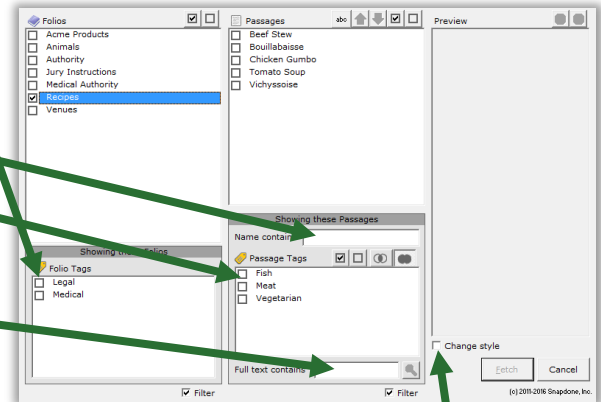 Folios
Acme Products
Animals
Authority
Jury Instructions
Medical Authority
Recipes
Venues
Folio Tags
Legal
Medical
Filter
Passages
abc
Beef Stew
Bouillabaisse
Chicken Gumbo
Tomato Soup
Vichyssoise
Showing these Passages
Name contain
Passage Tags
Fish
Meat
Vegetarian
Full text contains
Filter
Preview
Change style
Fetch
Cancel
(c) 2011-2016 Snapdone, Inc.